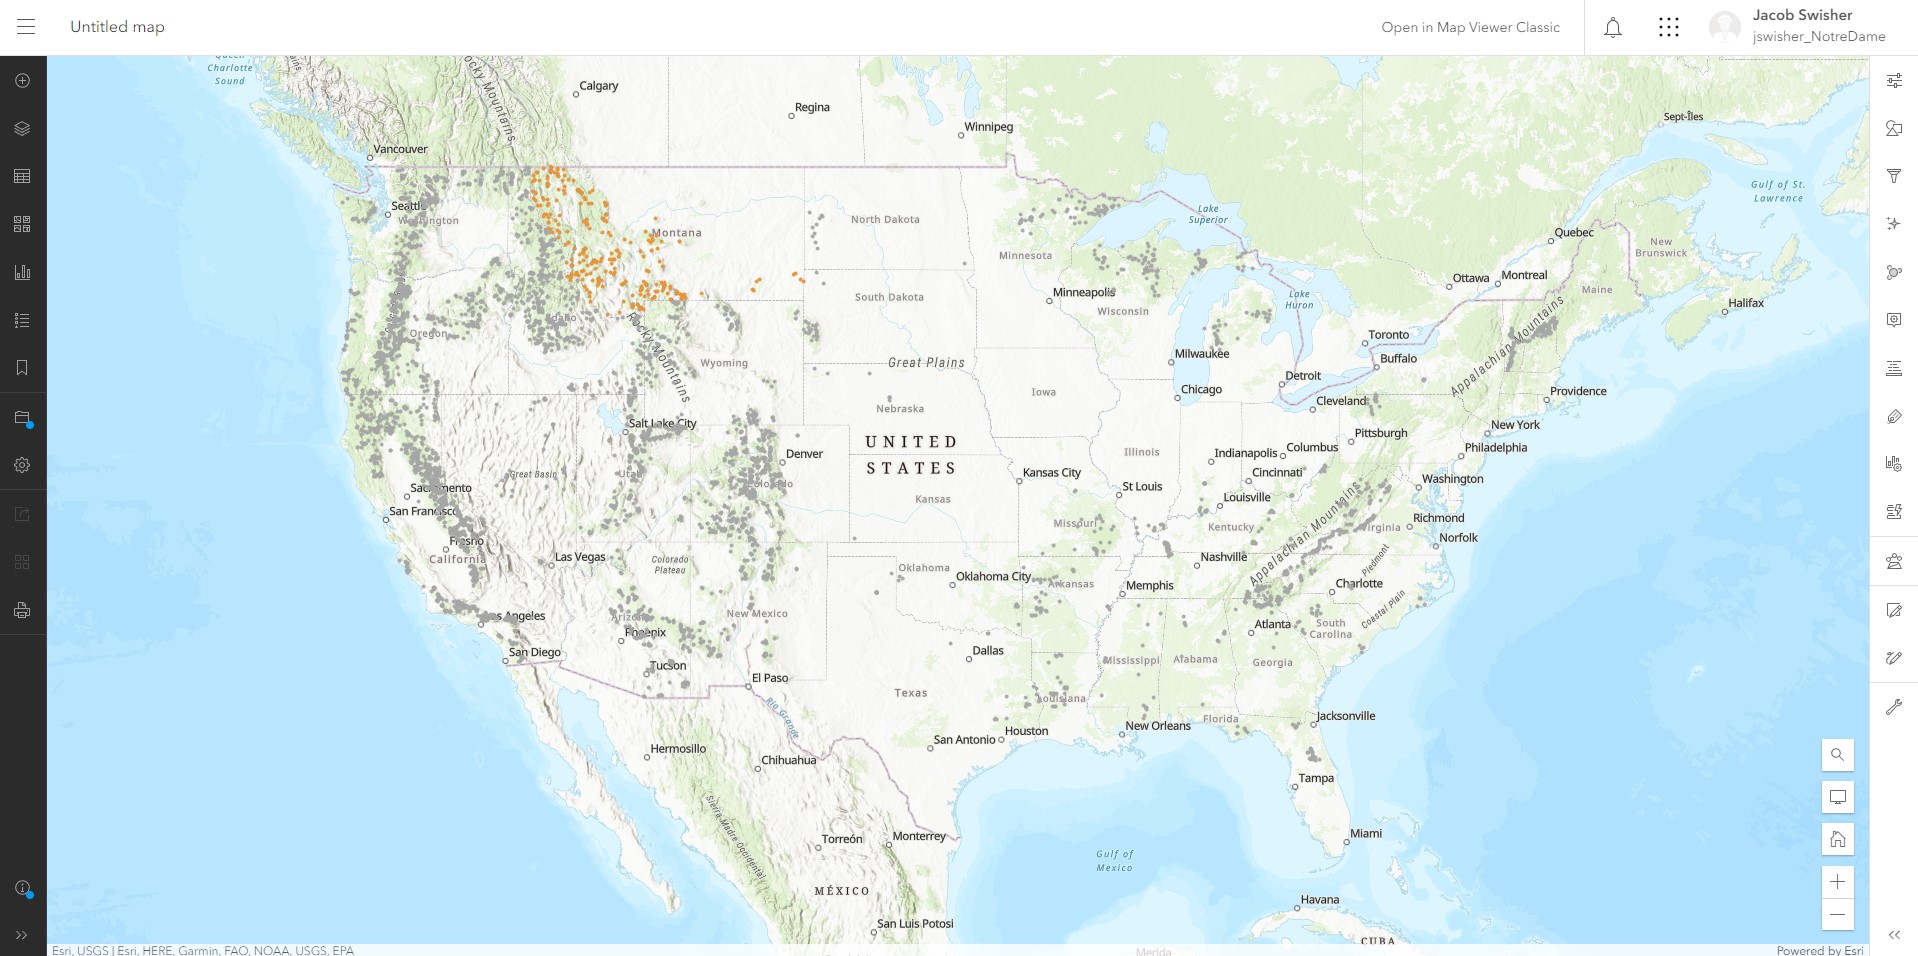 Untitled map
Open in Map Viewer Classic
Jacob Swisher
jswisher_NotreDame
Queen
Charlotte
Sound
Rocky Mountains
Calgary
Regina
Winnipeg
Vancouver
Sept-Îles
Gulf of St.
Lawrence
Seattle
Washington
Montana
North Dakota
Lake
Superior
Minnesota
Quebec
New
Brunswick
Ottawa
Montreal
Maine
Halifax
Minneapolis
South Dakota
Wisconsin
Lake
Huron
Idaho
Oregon
Rocky Mountains
Wyoming
Great Plains
Toronto
Buffalo
Appalachian Mountains
Milwaukee
Detroit
Chicago
Cleveland
Providence
Iowa
Nebraska
Salt Lake City
New York
Pittsburgh
Philadelphia
UNITED
STATES
Denver
Illinois
Indianapolis
Columbus
Great Basin
Utah
Colorado
Kansas City
Cincinnati
Sacramento
St Louis
Washington
Kansas
Louisville
San Francisco
Missouri
Kentucky
Appalachian Mountains
Virginia
Richmond
Norfolk
Fresno
California
Las Vegas
Colorado
Plateau
Nashville
Piedmont
Oklahoma
Oklahoma City
Arkansas
Memphis
Charlotte
Coastal Plain
Los Angeles
Arizona
New Mexico
Phoenix
Atlanta
South
Carolina
San Diego
Tucson
Dallas
Mississippi
Alabama
Georgia
El Paso
Texas
Louisiana
Rio Grande
Florida
Jacksonville
New Orleans
Houston
San Antonio
Hermosillo
Chihuahua
Tampa
Sierra Madre Occidental
Torreón
Monterrey
Miami
Gulf of
Mexico
MÉXICO
Havana
San Luis Potosi
CUBA
Merida
Esri, USGS | Esri, HERE, Garmin, FAO, NOAA, USGS, EPA
Powered by Esri